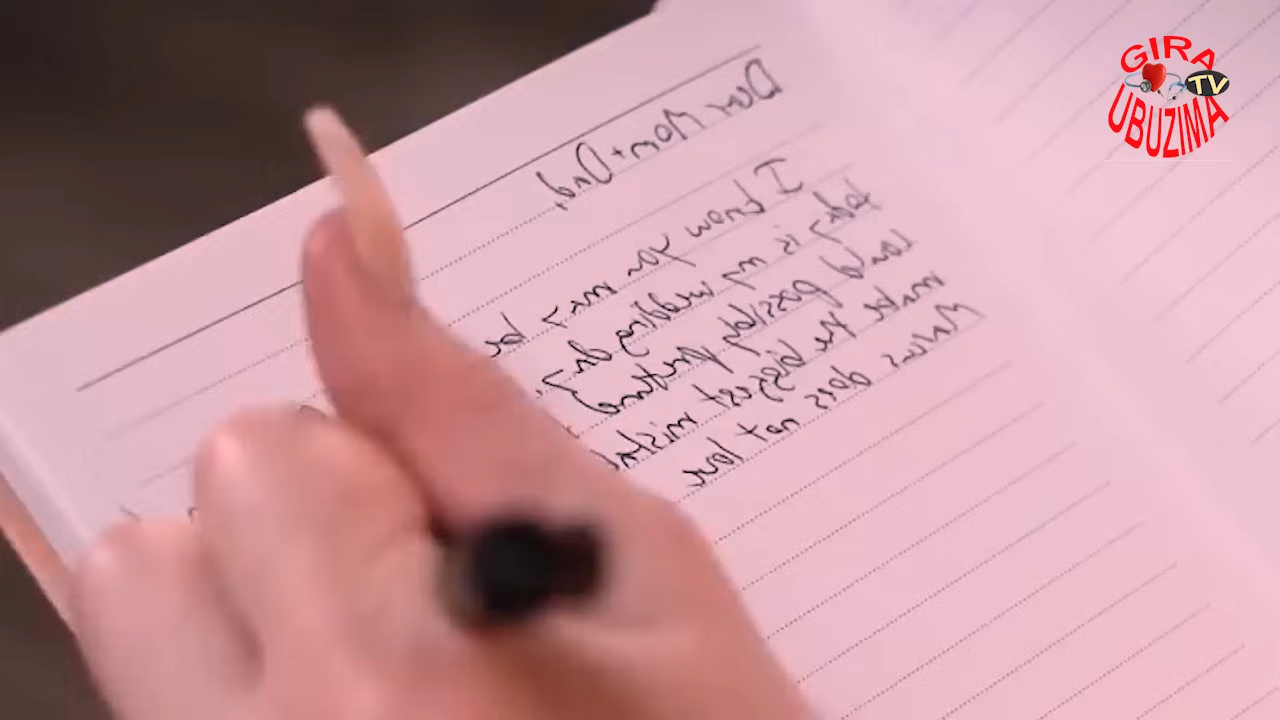 GIRA
TV
UBUZIMA
Dear Mom + Dad,
I know you may be
today is my wedding day,
could possibly
make the biggest
Marcus does not love